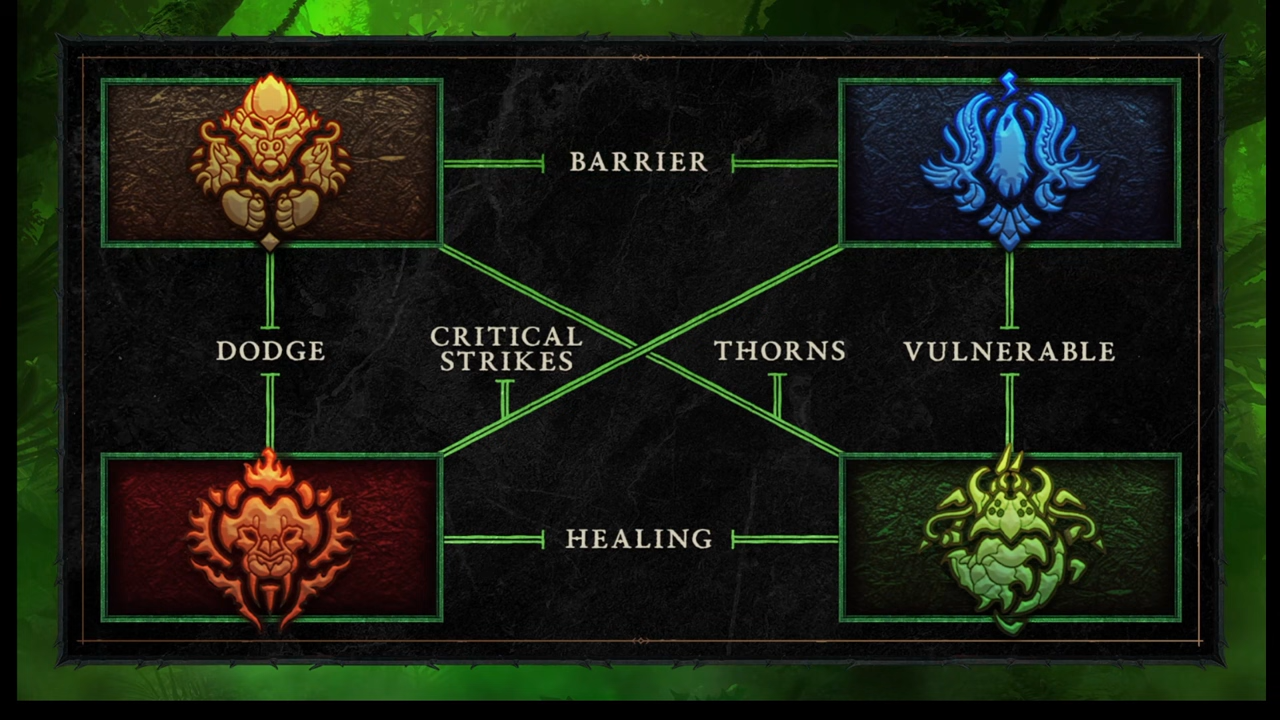 BARRIER
DODGE
CRITICAL
STRIKES
THORNS
VULNERABLE
HEALING